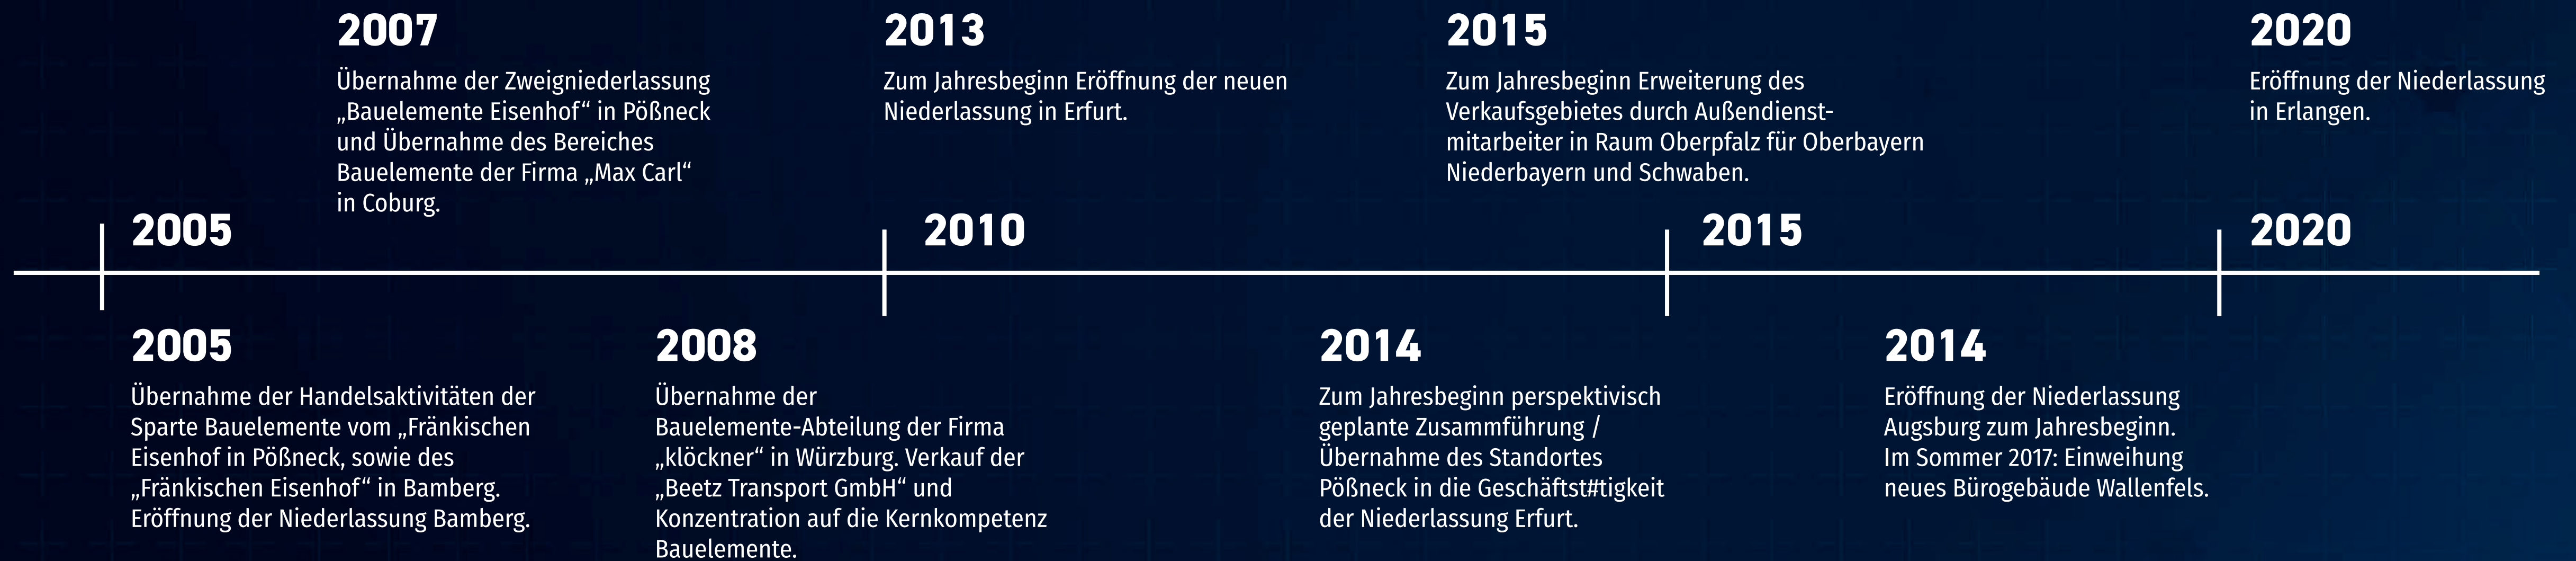 2007
Übernahme der Zweigniederlassung
„Bauelemente Eisenhof“ in Pößneck
und Übernahme des Bereiches
Bauelemente der Firma „Max Carl“
in Coburg.
2013
Zum Jahresbeginn Eröffnung der neuen
Niederlassung in Erfurt.
2015
Zum Jahresbeginn Erweiterung des
Verkaufsgebietes durch Außendienst-
mitarbeiter in Raum Oberpfalz für Oberbayern
Niederbayern und Schwaben.
2020
Eröffnung der Niederlassung
in Erlangen.
2005
2010
2015
2020
2005
Übernahme der Handelsaktivitäten der
Sparte Bauelemente vom „Fränkischen
Eisenhof in Pößneck, sowie des
„Fränkischen Eisenhof“ in Bamberg.
Eröffnung der Niederlassung Bamberg.
2008
Übernahme der
Bauelemente-Abteilung der Firma
„klöckner“ in Würzburg. Verkauf der
„Beetz Transport GmbH“ und
Konzentration auf die Kernkompetenz
Bauelemente.
2014
Zum Jahresbeginn perspektivisch
geplante Zusammführung /
Übernahme des Standortes
Pößneck in die Geschäftst#tigkeit
der Niederlassung Erfurt.
2014
Eröffnung der Niederlassung
Augsburg zum Jahresbeginn.
Im Sommer 2017: Einweihung
neues Bürogebäude Wallenfels.